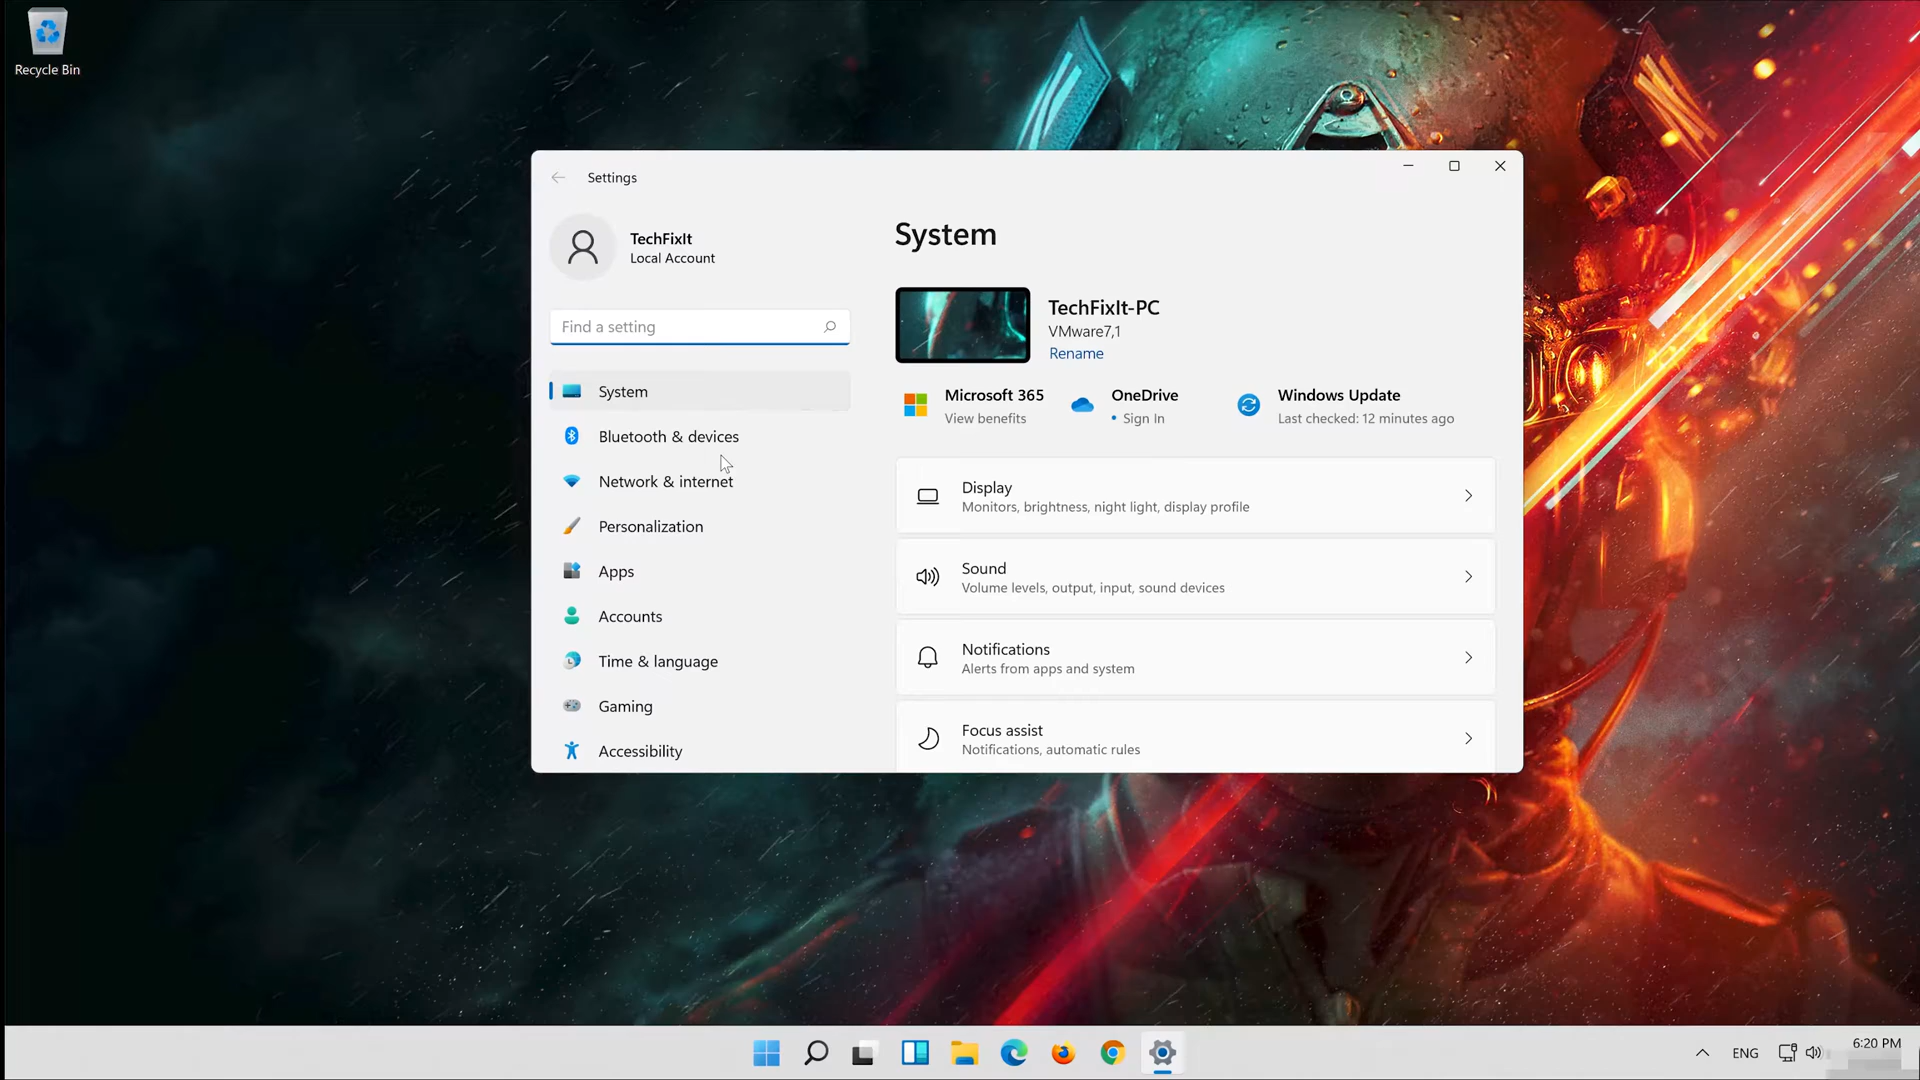 Recycle Bin
Settings
TechFixIt
Local Account
Find a setting
System
Bluetooth & devices
Network & internet
Personalization
Apps
Accounts
Time & language
Gaming
Accessibility
System
TechFixIt-PC
VMware7,1
Rename
Microsoft 365
View benefits
OneDrive
• Sign In
Windows Update
Last checked: 12 minutes ago
Display
Monitors, brightness, night light, display profile
Sound
Volume levels, output, input, sound devices
Notifications
Alerts from apps and system
Focus assist
Notifications, automatic rules
ENG
6:20 PM